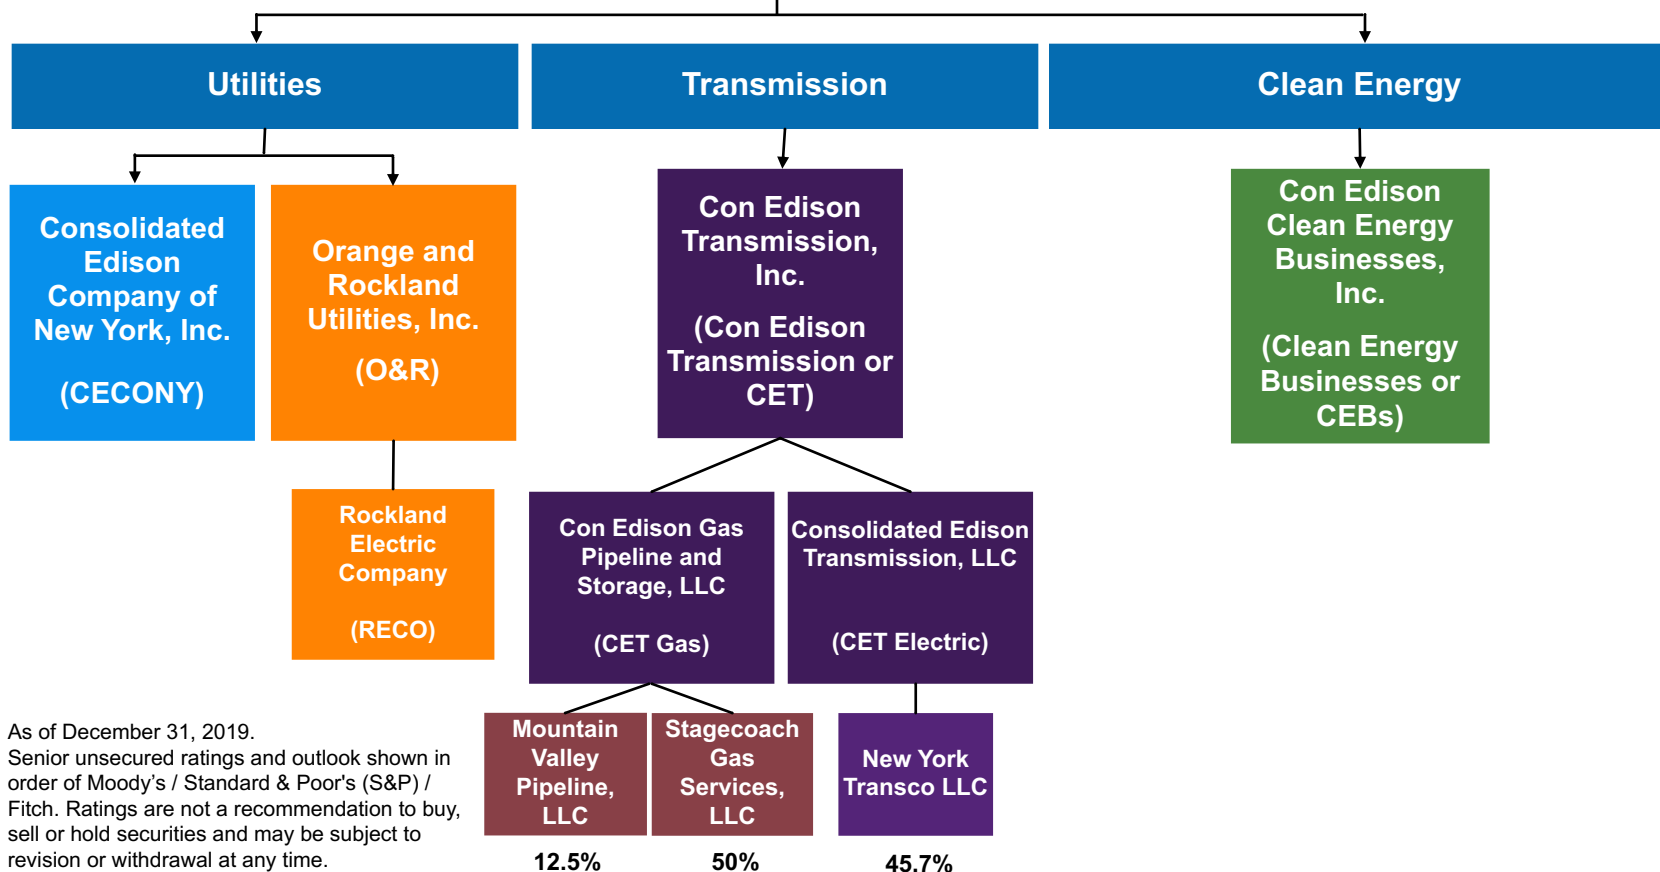 Utilities
Transmission
Clean Energy
Consolidated
Edison
Company of
New York, Inc.
(CECONY)
Orange and
Rockland
Utilities, Inc.
(O&R)
Con Edison
Transmission,
Inc.
(Con Edison
Transmission or
CET)
Con Edison
Clean Energy
Businesses,
Inc.
(Clean Energy
Businesses or
CEBs)
Rockland
Electric
Company
(RECO)
Con Edison Gas
Pipeline and
Storage, LLC
(CET Gas)
Consolidated Edison
Transmission, LLC
(CET Electric)
Mountain
Valley
Pipeline,
LLC
12.5%
Stagecoach
Gas
Services,
LLC
50%
New York
Transco LLC
45.7%
As of December 31, 2019.
Senior unsecured ratings and outlook shown in
order of Moody’s / Standard & Poor's (S&P) /
Fitch. Ratings are not a recommendation to buy,
sell or hold securities and may be subject to
revision or withdrawal at any time.